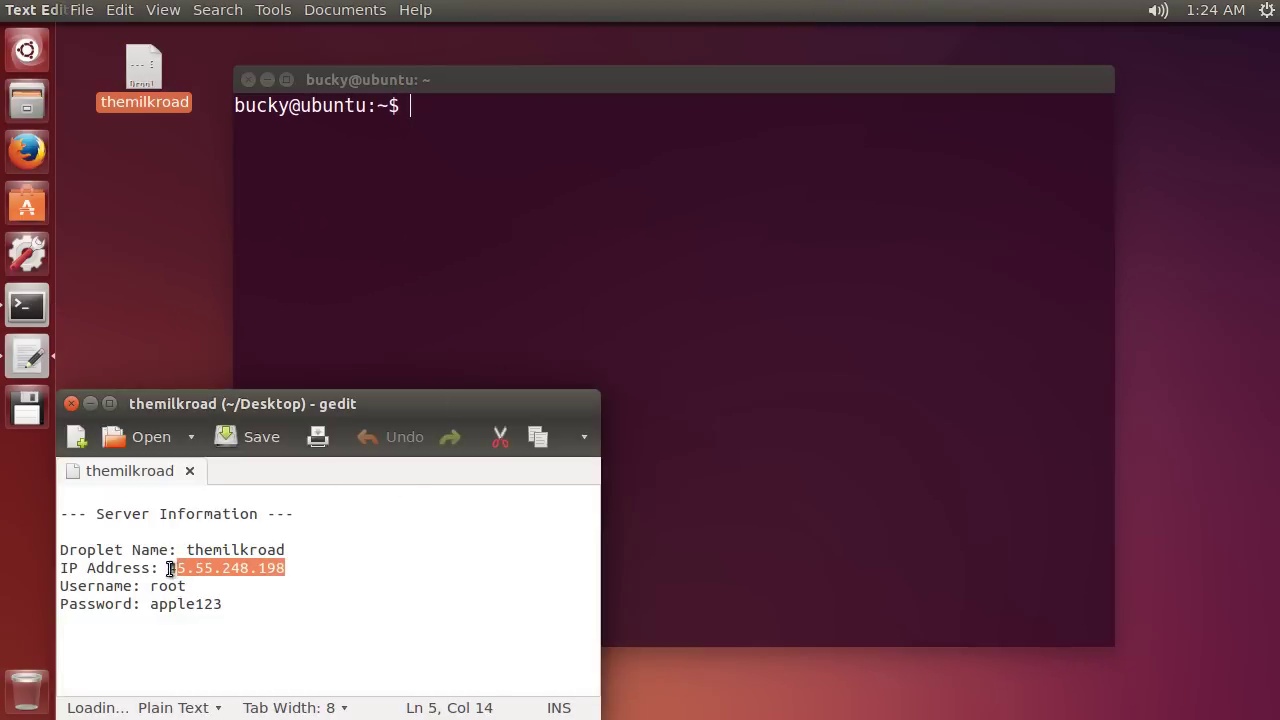 Text Edi File Edit View Search Tools Documents Help 1:24 AM
themilkroad
bucky@ubuntu: ~
bucky@ubuntu:~$
themilkroad (~/Desktop) - gedit
Open Save Undo
themilkroad
--- Server Information ---
Droplet Name: themilkroad
IP Address: 5.55.248.198
Username: root
Password: apple123
Loading... Plain Text Tab Width: 8 Ln 5, Col 14 INS